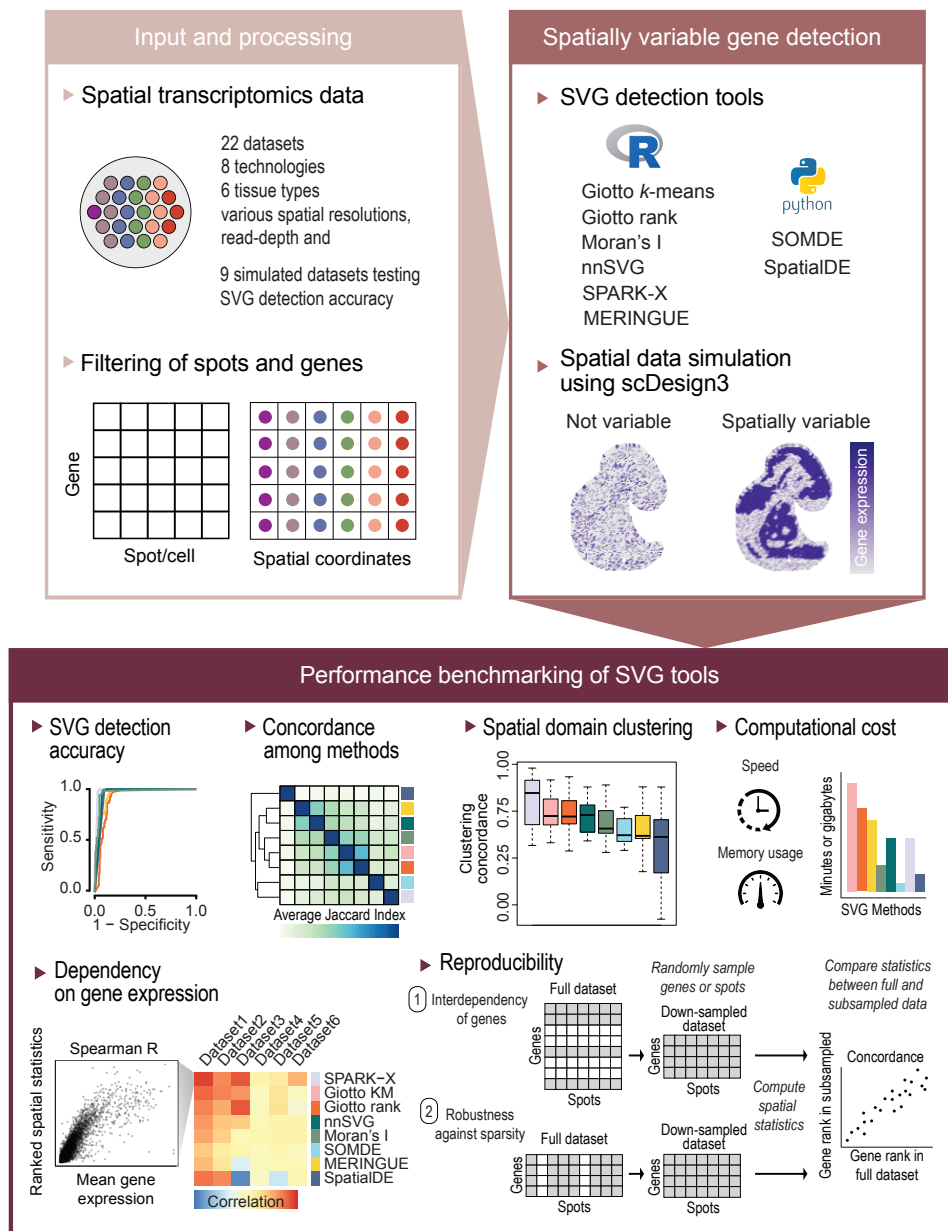 Input and processing
Spatial transcriptomics data
22 datasets
8 technologies
6 tissue types
various spatial resolutions,
read-depth and
9 simulated datasets testing
SVG detection accuracy
Filtering of spots and genes
Gene
Spot/cell
Spatial coordinates
Spatially variable gene detection
SVG detection tools
R
Giotto k-means
Giotto rank
Moran's I
nnSVG
SPARK-X
MERINGUE
python
SOMDE
SpatialDE
Spatial data simulation
using scDesign3
Not variable
Spatially variable
Gene expression
Performance benchmarking of SVG tools
SVG detection
accuracy
Sensitivity
1.0
0.5
0.0
0.0 0.5 1.0
1 − Specificity
Concordance
among methods
Average Jaccard Index
Spatial domain clustering
Clustering
concordance
1.00
0.75
0.25
0.00
Computational cost
Speed
Memory usage
Minutes or gigabytes
SVG Methods
Dependency
on gene expression
Spearman R
Ranked spatial statistics
Mean gene
expression
Dataset1
Dataset2
Dataset3
Dataset4
Dataset5
Dataset6
SPARK−X
Giotto KM
Giotto rank
nnSVG
Moran's I
SOMDE
MERINGUE
SpatialDE
Correlation
Reproducibility
1 Interdependency
of genes
Full dataset
Genes
Spots
Randomly sample
genes or spots
Down-sampled
dataset
Genes
Spots
Compare statistics
between full and
subsampled data
2 Robustness
against sparsity
Full dataset
Genes
Spots
Down-sampled
dataset
Genes
Spots
Compute
spatial
statistics
Concordance
Gene rank in subsampled
Gene rank in
full dataset